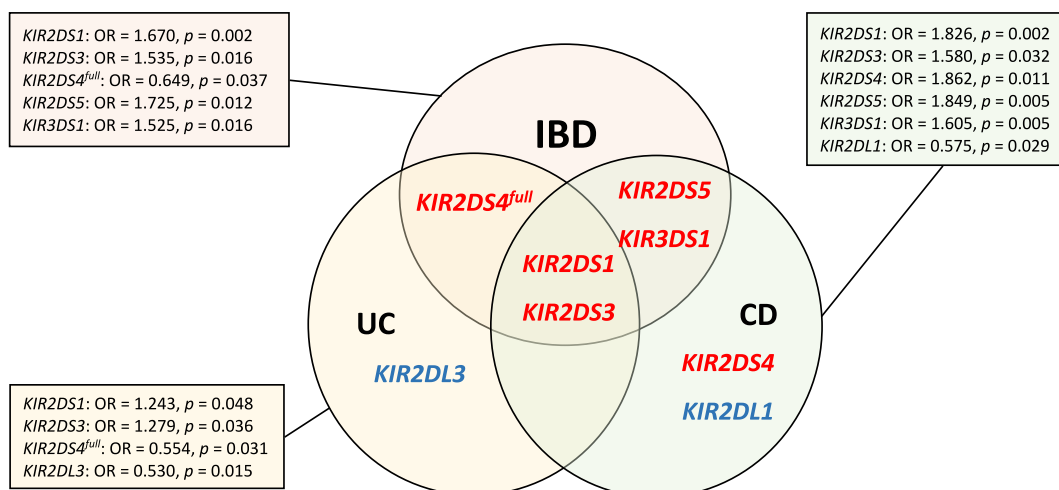 KIR2DS1: OR = 1.670, p = 0.002
KIR2DS3: OR = 1.535, p = 0.016
KIR2DS4full: OR = 0.649, p = 0.037
KIR2DS5: OR = 1.725, p = 0.012
KIR3DS1: OR = 1.525, p = 0.016
KIR2DS1: OR = 1.826, p = 0.002
KIR2DS3: OR = 1.580, p = 0.032
KIR2DS4: OR = 1.862, p = 0.011
KIR2DS5: OR = 1.849, p = 0.005
KIR3DS1: OR = 1.605, p = 0.005
KIR2DL1: OR = 0.575, p = 0.029
IBD
KIR2DS4full
KIR2DS5
KIR3DS1
KIR2DS1
KIR2DS3
UC
KIR2DL3
CD
KIR2DS4
KIR2DL1
KIR2DS1: OR = 1.243, p = 0.048
KIR2DS3: OR = 1.279, p = 0.036
KIR2DS4full: OR = 0.554, p = 0.031
KIR2DL3: OR = 0.530, p = 0.015